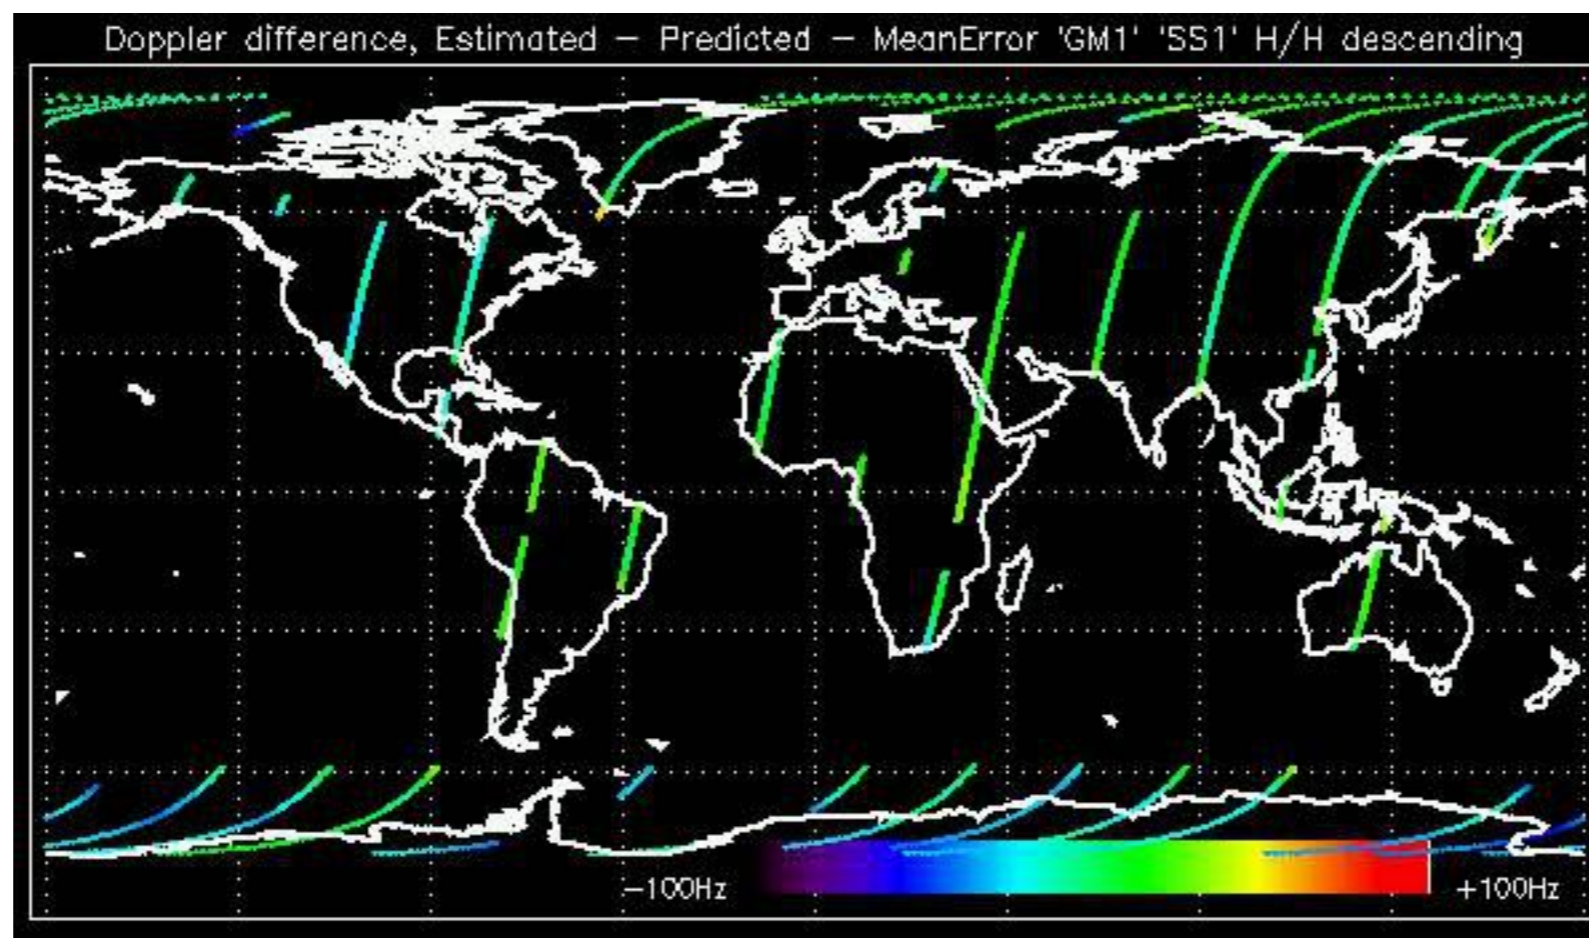 Doppler difference, Estimated – Predicted – MeanError 'GM1' 'SS1' H/H descending
–100Hz
+100Hz